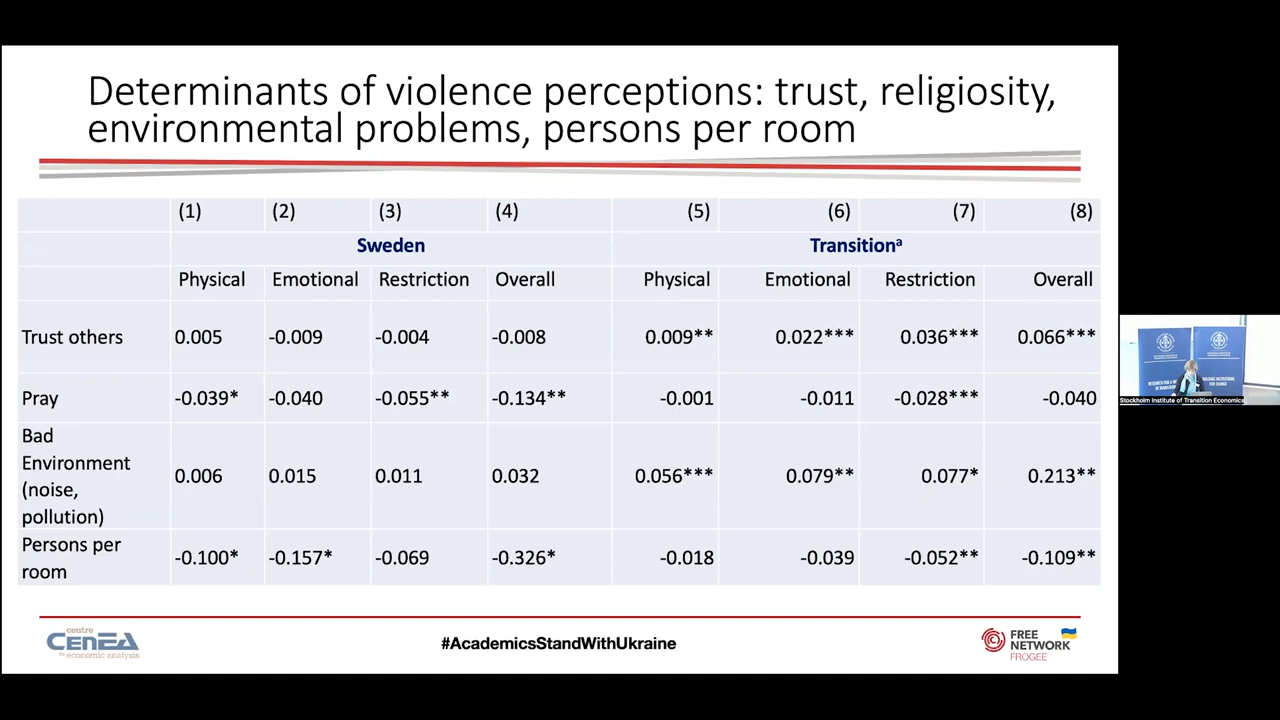 Determinants of violence perceptions: trust, religiosity,
environmental problems, persons per room
(1) (2) (3) (4) (5) (6) (7) (8)
Sweden Transitionª
Physical Emotional Restriction Overall Physical Emotional Restriction Overall
Trust others 0.005 -0.009 -0.004 -0.008 0.009** 0.022*** 0.036*** 0.066***
Pray -0.039* -0.040 -0.055** -0.134** -0.001 -0.011 -0.028*** -0.040
Bad
Environment
(noise,
pollution) 0.006 0.015 0.011 0.032 0.056*** 0.079** 0.077* 0.213**
Persons per
room -0.100* -0.157* -0.069 -0.326* -0.018 -0.039 -0.052** -0.109**
centre
CENEA
economic analysis
#AcademicsStandWithUkraine
FREE
NETWORK
FROGEE
Stockholm Institute of Transition Economics